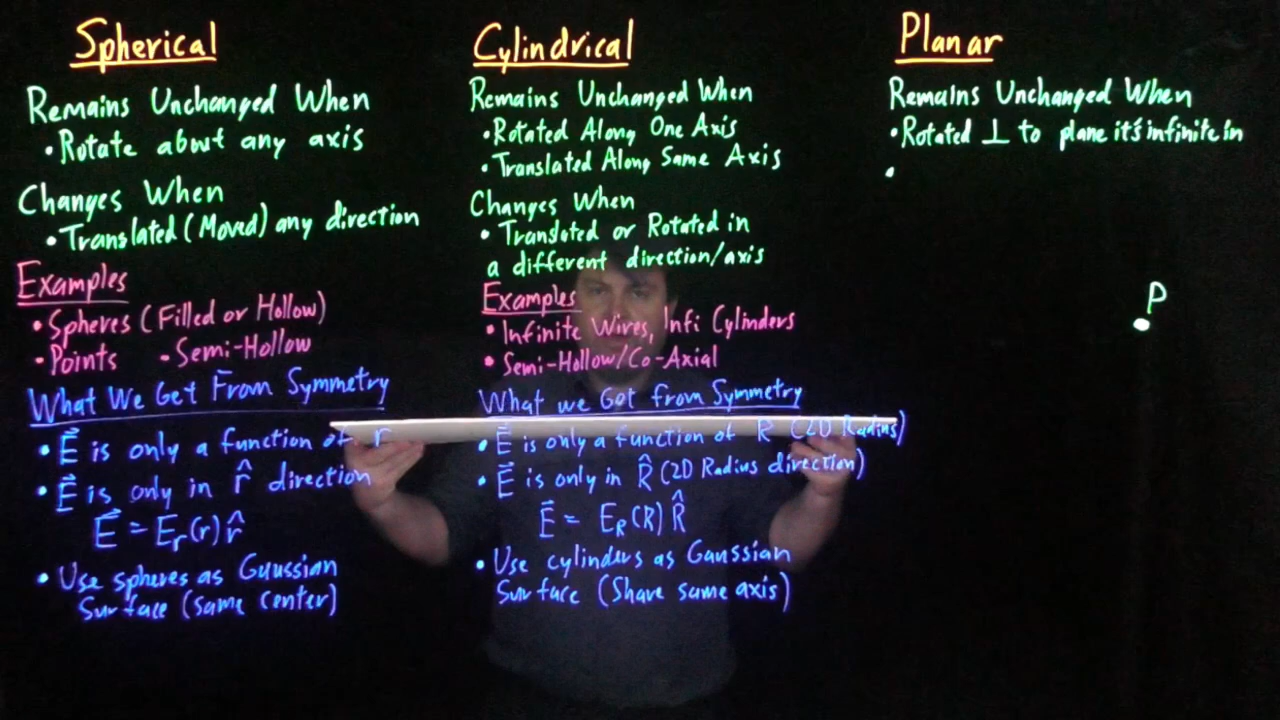 Spherical
Remains Unchanged When
• Rotate about any axis
Changes When
• Translated (Moved) any direction
Examples
• Spheres (Filled or Hollow)
• Points • Semi-Hollow
What We Get From Symmetry
• E⃗ is only a function of r
• E⃗ is only in r̂ direction
E⃗ = Er(r) r̂
• Use spheres as Guussian
Surface (same center)
Cylindrical
Remains Unchanged When
• Rotated Along One Axis
• Translated Along Same Axis
Changes When
• Translated or Rotated in
a different direction/axis
Examples
• Infinite Wires, Infi Cylinders
• Semi-Hollow/Co-Axial
What we Get from Symmetry
• E⃗ is only a function of R (2D Radius)
• E⃗ is only in R̂ (2D Radius direction)
E⃗ = ER(R) R̂
• Use cylinders as Gaussian
Surface (Share same axis)
Planar
Remains Unchanged When
• Rotated ⊥ to plane it's infinite in
•
P